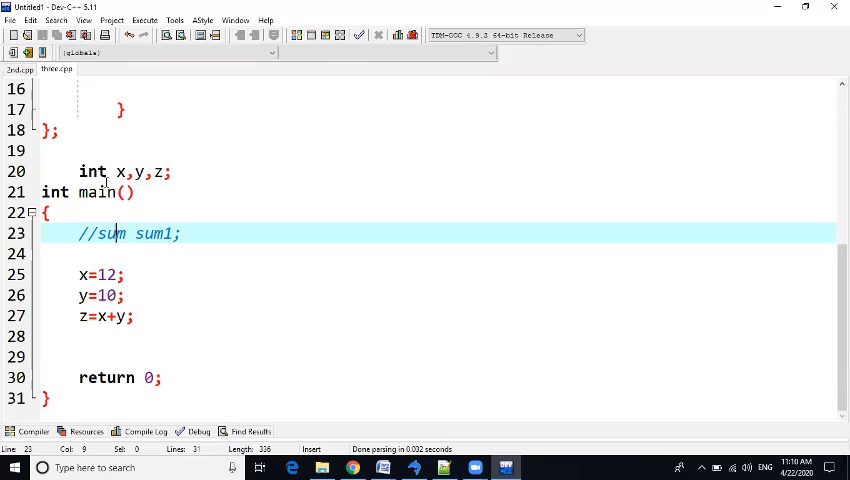 Untitled1 - Dev-C++ 5.11
File Edit Search View Project Execute Tools AStyle Window Help
TDM-GCC 4.9.2 64-bit Release
(globals)
2nd.cpp three.cpp
16
17 }
18 };
19
20 int x,y,z;
21 int main()
22 {
23 //sum sum1;
24
25 x=12;
26 y=10;
27 z=x+y;
28
29
30 return 0;
31 }
Compiler Resources Compile Log Debug Find Results
Line: 23 Col: 9 Sel: 0 Lines: 31 Length: 336 Insert Done parsing in 0.032 seconds
Type here to search
DEV
ENG
11:10 AM
4/22/2020